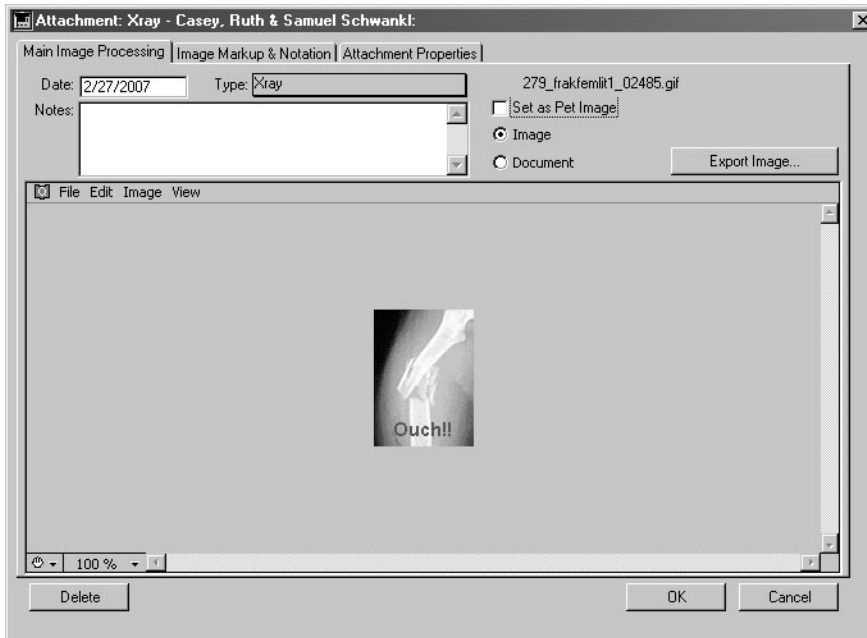 Attachment: Xray - Casey, Ruth & Samuel Schwankl:
Main Image Processing Image Markup & Notation Attachment Properties
Date: 2/27/2007 Type: Xray 279_frakfemlit1_02485.gif
Set as Pet Image
Notes:
Image
Document Export Image...
File Edit Image View
Ouch!!
100 %
Delete OK Cancel